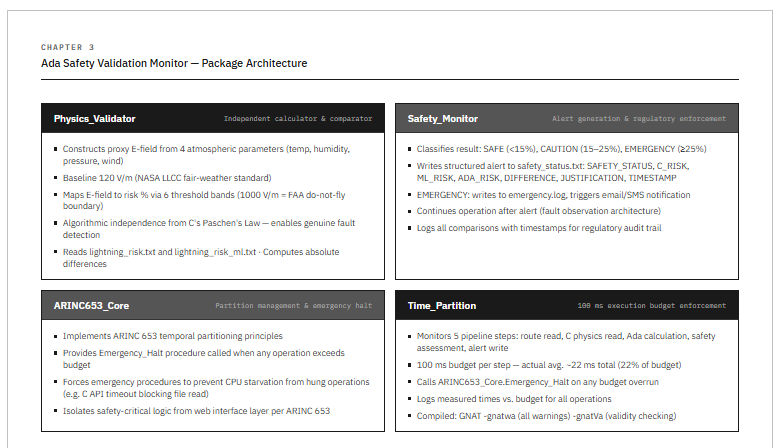 CHAPTER 3
Ada Safety Validation Monitor — Package Architecture
Physics_Validator
Independent calculator & comparator
Constructs proxy E-field from 4 atmospheric parameters (temp, humidity,
pressure, wind)
Baseline 120 V/m (NASA LLCC fair-weather standard)
Maps E-field to risk % via 6 threshold bands (1000 V/m = FAA do-not-fly
boundary)
Algorithmic independence from C's Paschen's Law — enables genuine fault
detection
Reads lightning_risk.txt and lightning_risk_ml.txt · Computes absolute
differences
Safety_Monitor
Alert generation & regulatory enforcement
Classifies result: SAFE (<15%), CAUTION (15–25%), EMERGENCY (≥25%)
Writes structured alert to safety_status.txt: SAFETY_STATUS, C_RISK,
ML_RISK, ADA_RISK, DIFFERENCE, JUSTIFICATION, TIMESTAMP
EMERGENCY: writes to emergency.log, triggers email/SMS notification
Continues operation after alert (fault observation architecture)
Logs all comparisons with timestamps for regulatory audit trail
ARINC653_Core
Partition management & emergency halt
Implements ARINC 653 temporal partitioning principles
Provides Emergency_Halt procedure called when any operation exceeds
budget
Forces emergency procedures to prevent CPU starvation from hung operations
(e.g. C API timeout blocking file read)
Isolates safety-critical logic from web interface layer per ARINC 653
Time_Partition
100 ms execution budget enforcement
Monitors 5 pipeline steps: route read, C physics read, Ada calculation, safety
assessment, alert write
100 ms budget per step — actual avg. ~22 ms total (22% of budget)
Calls ARINC653_Core.Emergency_Halt on any budget overrun
Logs measured times vs. budget for all operations
Compiled: GNAT -gnatwa (all warnings) -gnatVa (validity checking)